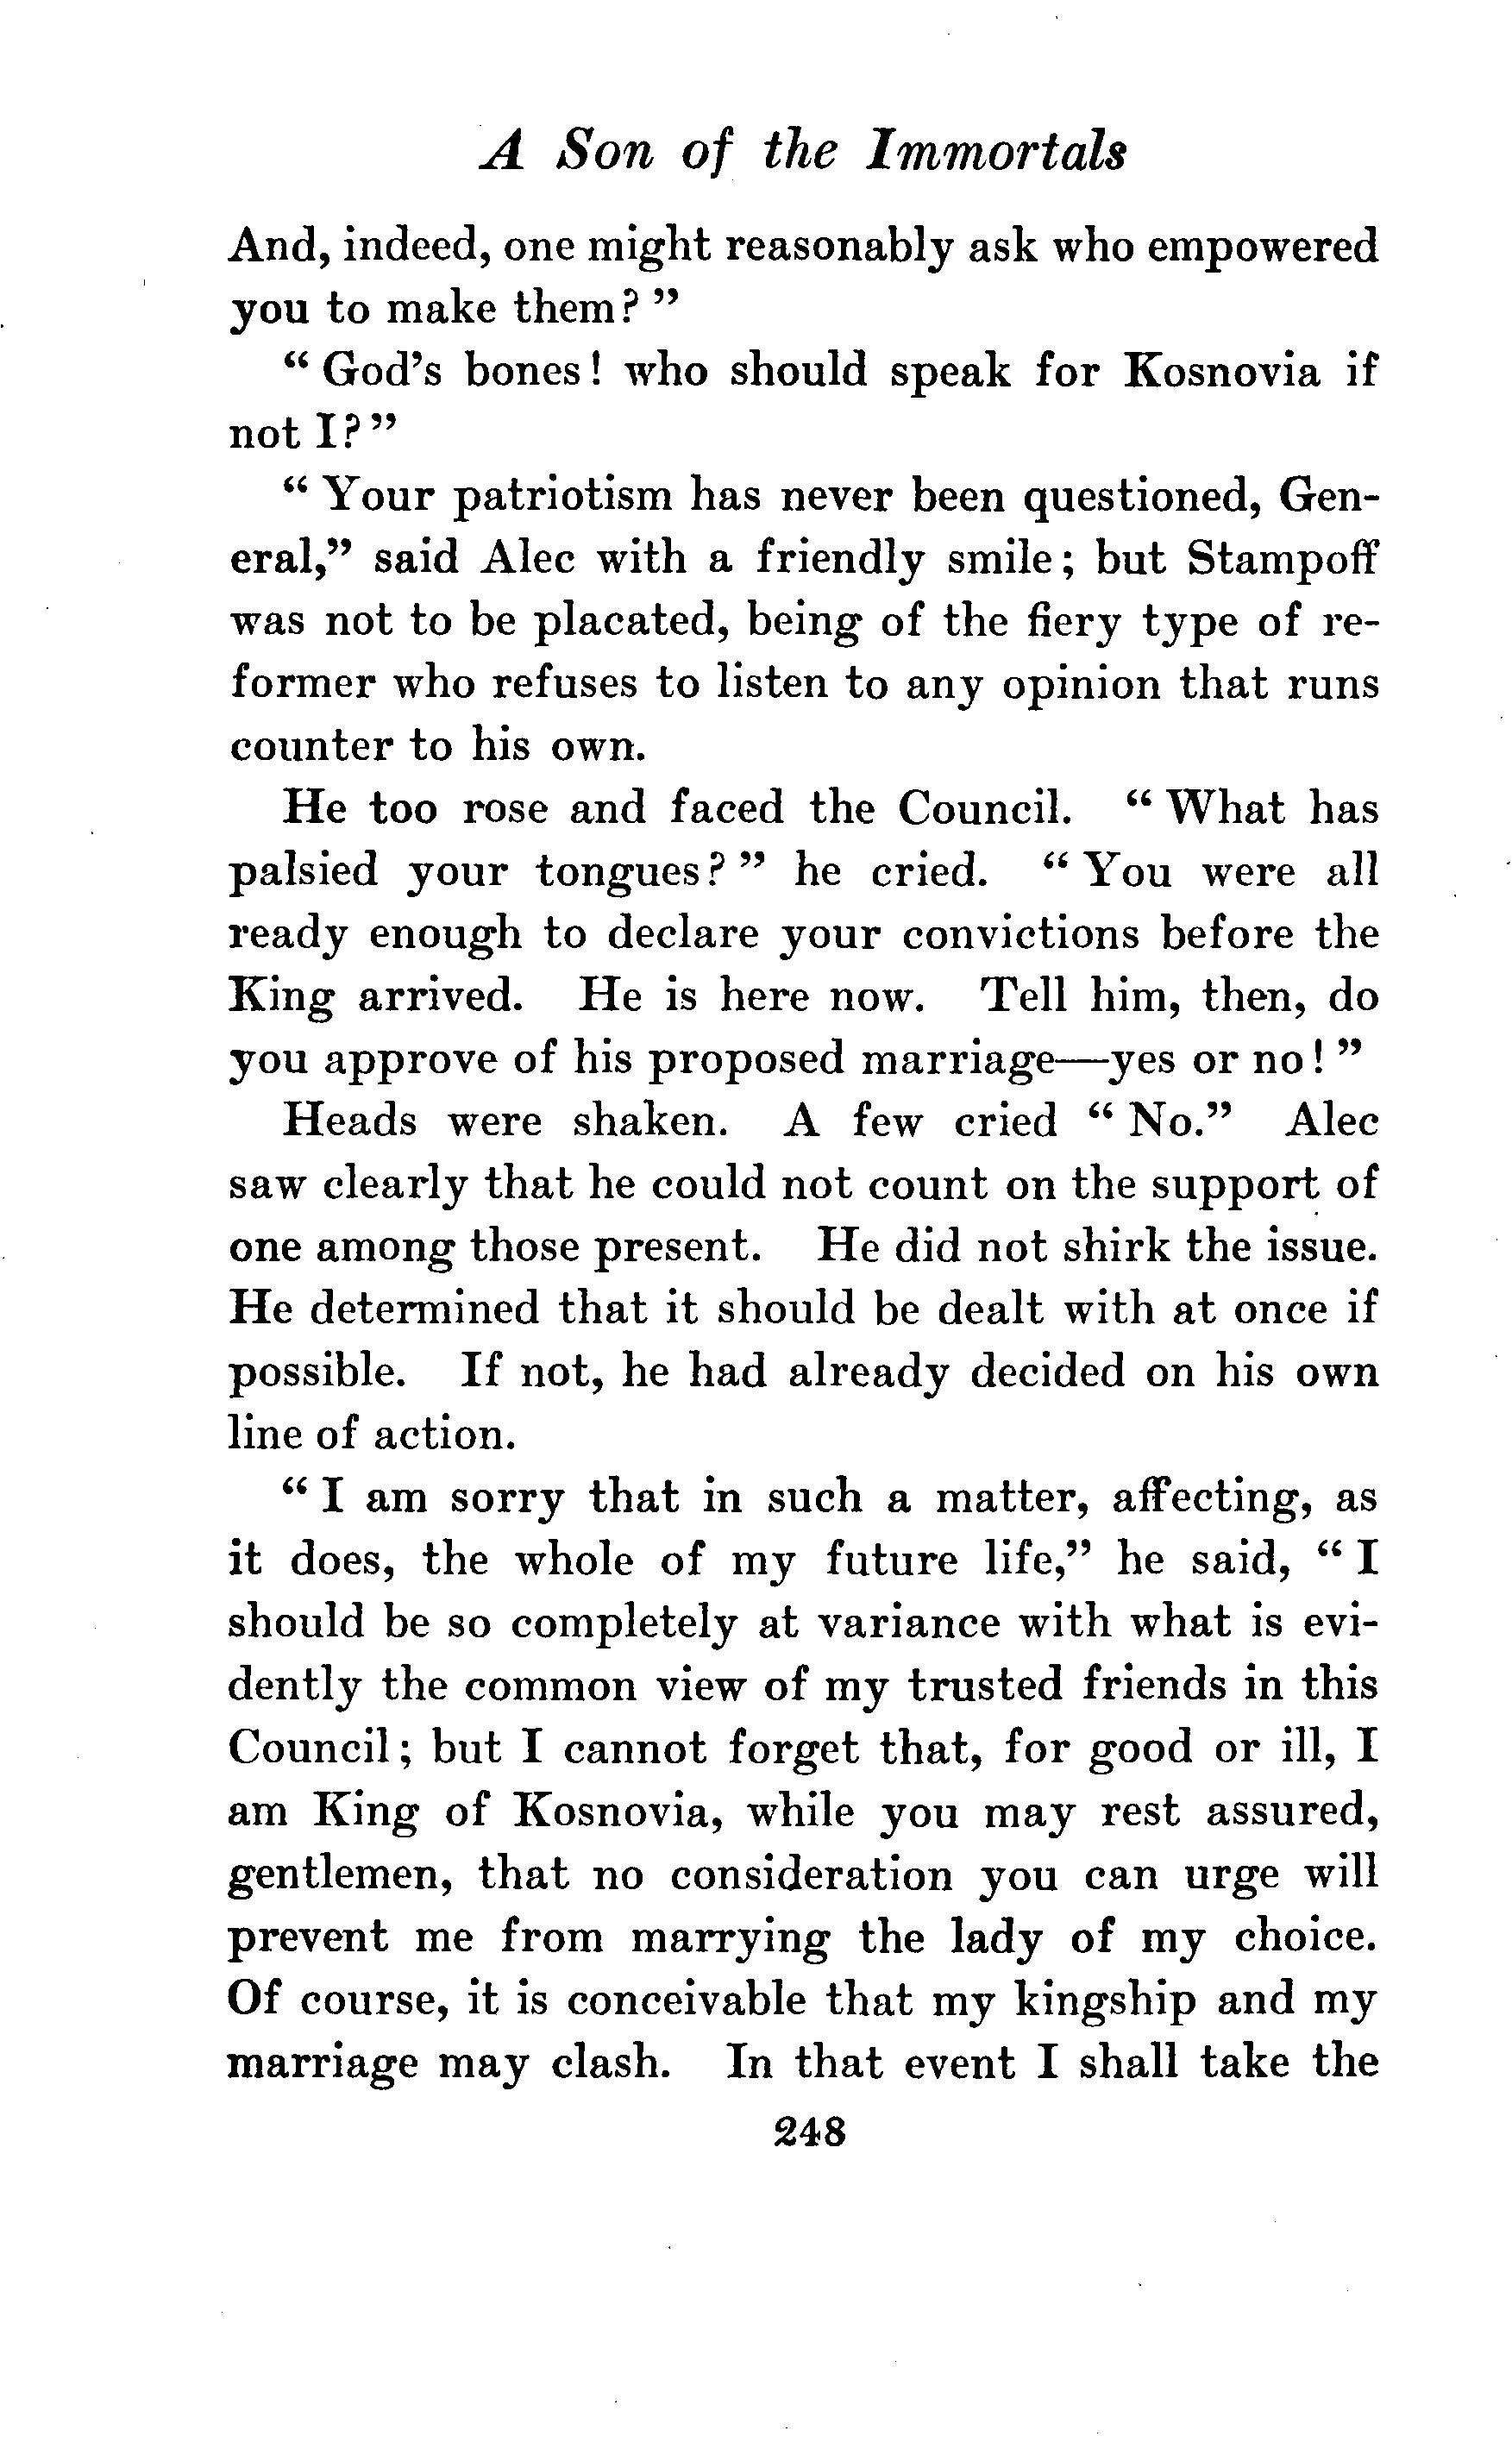 A Son of the Immortals
And, indeed, one might reasonably ask who empowered
you to make them? "
" God's bones! who should speak for Kosnovia if
not I?"
" Your patriotism has never been questioned, Gen-
eral," said Alec with a friendly smile; but Stampoff
was not to be placated, being of the fiery type of re-
former who refuses to listen to any opinion that runs
counter to his own.
He too rose and faced the Council. " What has
palsied your tongues? " he cried. " You were all
ready enough to declare your convictions before the
King arrived. He is here now. Tell him, then, do
you approve of his proposed marriage—yes or no! "
Heads were shaken. A few cried " No." Alec
saw clearly that he could not count on the support of
one among those present. He did not shirk the issue.
He determined that it should be dealt with at once if
possible. If not, he had already decided on his own
line of action.
" I am sorry that in such a matter, affecting, as
it does, the whole of my future life," he said, " I
should be so completely at variance with what is evi-
dently the common view of my trusted friends in this
Council; but I cannot forget that, for good or ill, I
am King of Kosnovia, while you may rest assured,
gentlemen, that no consideration you can urge will
prevent me from marrying the lady of my choice.
Of course, it is conceivable that my kingship and my
marriage may clash. In that event I shall take the
248